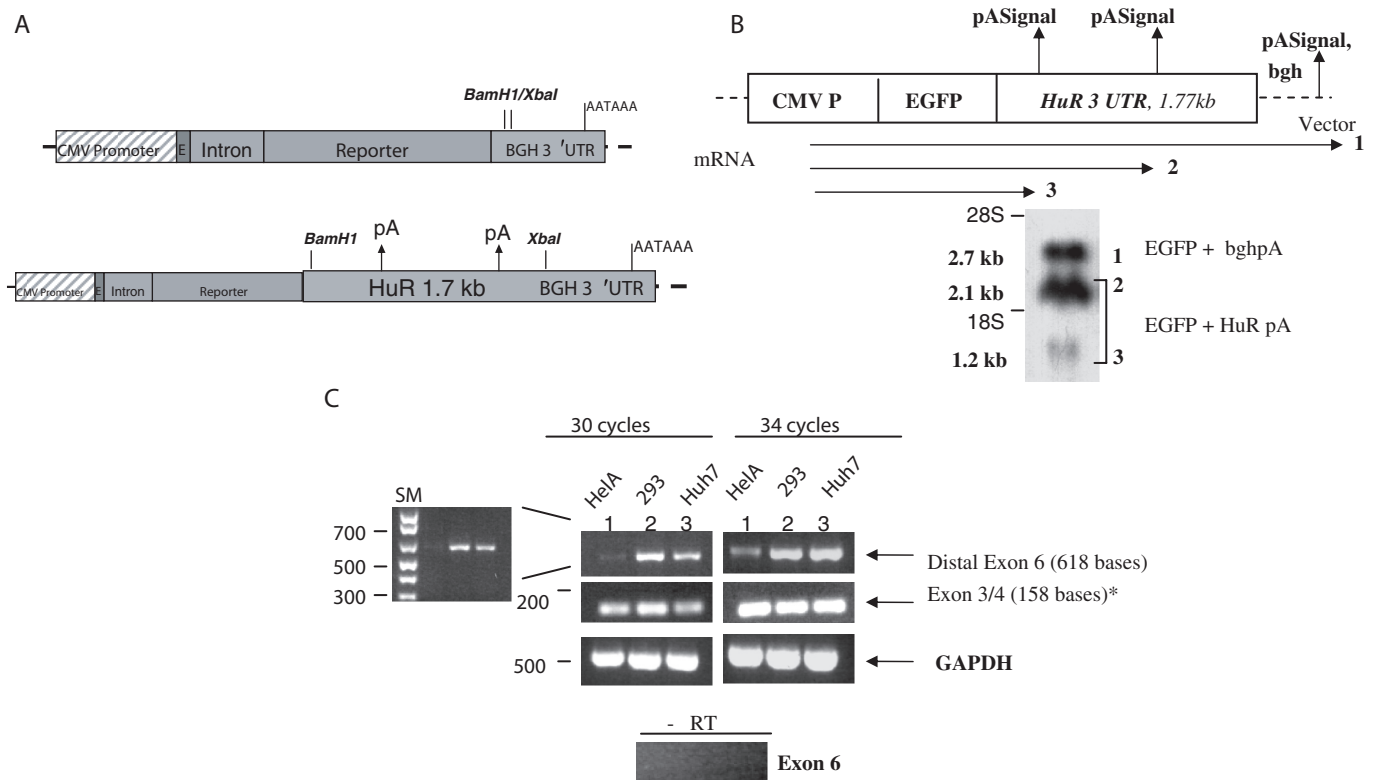 A
BamH1/XbaI
AATAAA
CMV Promoter E Intron Reporter BGH 3 'UTR
BamH1 pA pA XbaI AATAAA
CMV Promoter E Intron Reporter HuR 1.7 kb BGH 3 'UTR
B
pASignal pASignal
pASignal,
bgh
CMV P EGFP HuR 3 UTR, 1.77kb
Vector
mRNA
1
2
3
28S
2.7 kb 1 EGFP + bghpA
2.1 kb 2
18S
EGFP + HuR pA
1.2 kb 3
C
30 cycles 34 cycles
HelA 293 Huh7 HelA 293 Huh7
SM
1 2 3 1 2 3
700
500
300
Distal Exon 6 (618 bases)
200
Exon 3/4 (158 bases)*
500
GAPDH
- RT
Exon 6